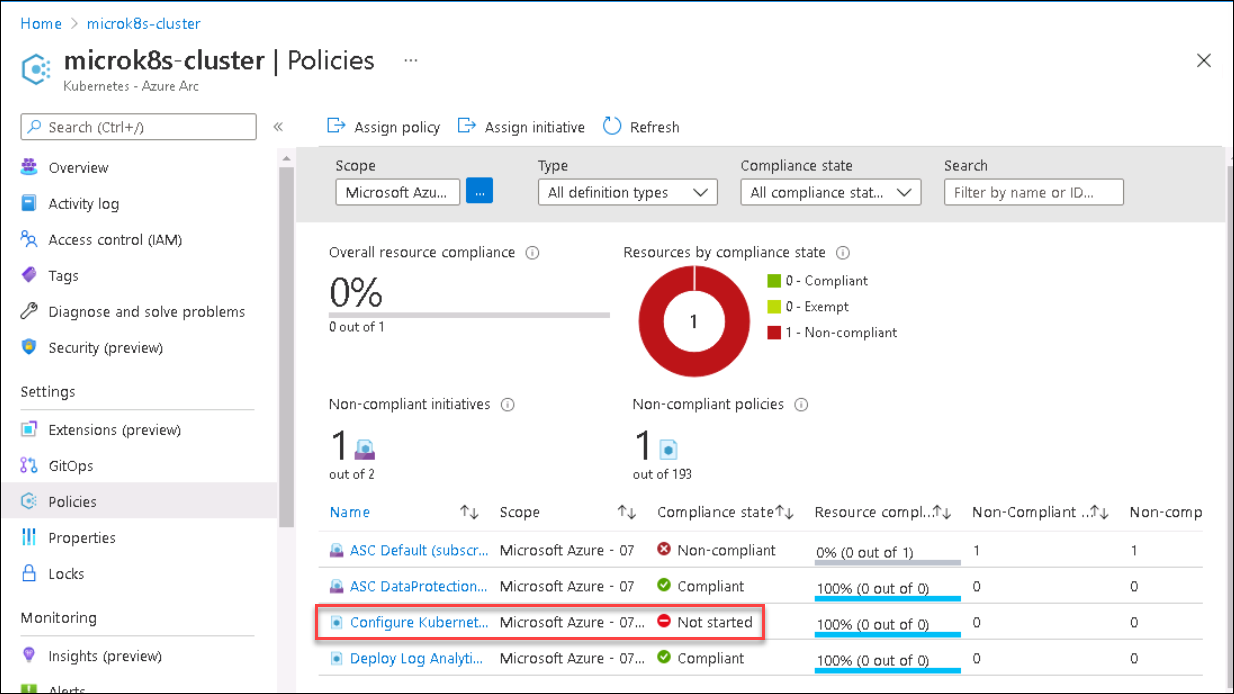 Home > microk8s-cluster
microk8s-cluster | Policies ...
Kubernetes - Azure Arc
Search (Ctrl+/)
«
Assign policy
Assign initiative
Refresh
Overview
Activity log
Access control (IAM)
Tags
Diagnose and solve problems
Security (preview)
Settings
Extensions (preview)
GitOps
Policies
Properties
Locks
Monitoring
Insights (preview)
Alerts
Scope
Type
Compliance state
Search
Microsoft Azu...
...
All definition types
All compliance stat...
Filter by name or ID...
Overall resource compliance
0%
0 out of 1
Resources by compliance state
1
0 - Compliant
0 - Exempt
1 - Non-compliant
Non-compliant initiatives
1
out of 2
Non-compliant policies
1
out of 193
Name Scope Compliance state Resource compl... Non-Compliant ... Non-comp
ASC Default (subscr... Microsoft Azure - 07 Non-compliant 0% (0 out of 1) 1 1
ASC DataProtection... Microsoft Azure - 07 Compliant 100% (0 out of 0) 0 0
Configure Kubernet... Microsoft Azure - 07... Not started 100% (0 out of 0) 0 0
Deploy Log Analyti... Microsoft Azure - 07... Compliant 100% (0 out of 0) 0 0